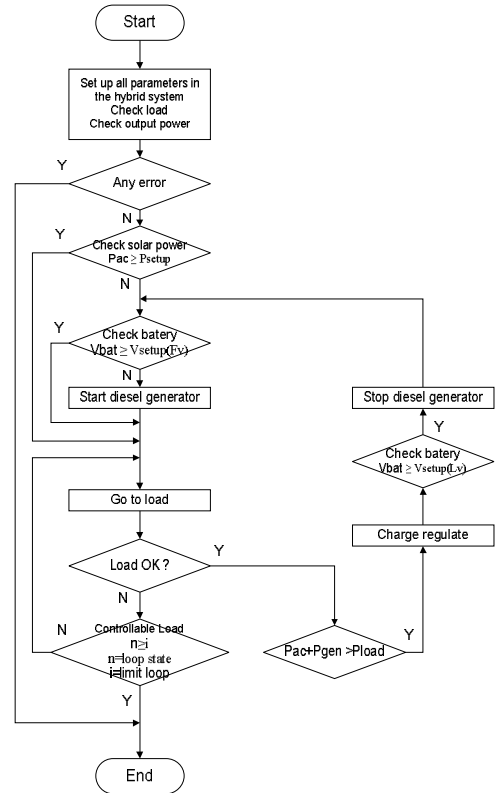 Start
Set up all parameters in
the hybrid system
Check load
Check output power
Y
Any error
N
Y
Check solar power
Pac ≥ Psetup
N
Y
Check batery
Vbat ≥ Vsetup(Fv)
N
Start diesel generator
Stop diesel generator
Y
Check batery
Vbat ≥ Vsetup(Lv)
Go to load
Charge regulate
Load OK ?
Y
N
N
Controllable Load
n≥i
n=loop state
i=limit loop
Y
Pac+Pgen >Pload
Y
End